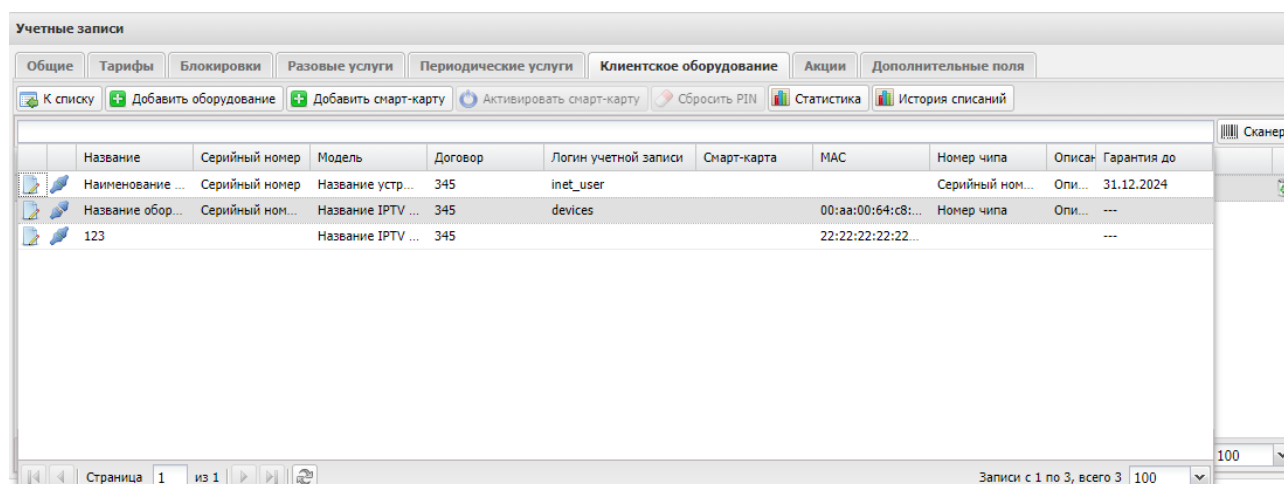 Учетные записи
Общие Тарифы Блокировки Разовые услуги Периодические услуги Клиентское оборудование Акции Дополнительные поля
К списку Добавить оборудование Добавить смарт-карту Активировать смарт-карту Сбросить PIN Статистика История списаний
Сканер
Название Серийный номер Модель Договор Логин учетной записи Смарт-карта MAC Номер чипа Описан Гарантия до
Наименование ... Серийный номер Название устр... 345 inet_user Серийный ном... Опи... 31.12.2024
Название обор... Серийный ном... Название IPTV ... 345 devices 00:aa:00:64:c8:... Номер чипа Опи... ---
123 Название IPTV ... 345 22:22:22:22:22... ---
100
Страница 1 из 1 Записи с 1 по 3, всего 3 100